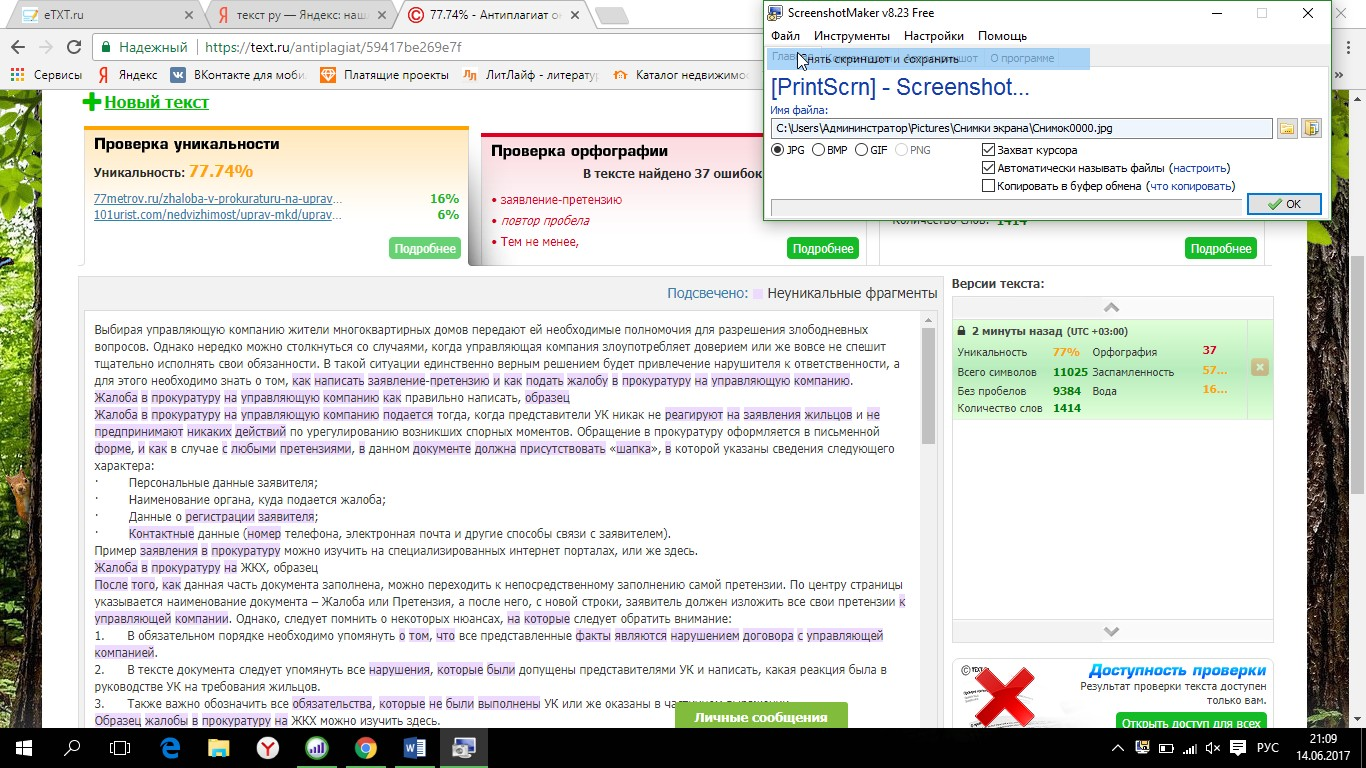 eTXT.ru
текст ру — Яндекс: наш
77.74% - Антиплагиат о
ScreenshotMaker v8.23 Free
Файл Инструменты Настройки Помощь
Надежный https://text.ru/antiplagiat/59417be269e7f
нять скриншот и сохранить
О программе
Сервисы Яндекс ВКонтакте для моби. Платящие проекты ЛитЛайф - литератур Каталог недвижимос
[PrintScrn] - Screenshot...
Имя файла:
C:\Users\Админинстратор\Pictures\Снимки экрана\Снимок0000.jpg
JPG BMP GIF PNG
Захват курсора
Автоматически называть файлы (настроить)
Копировать в буфер обмена (что копировать)
OK
Новый текст
Проверка уникальности
Уникальность: 77.74%
77metrov.ru/zhaloba-v-prokuraturu-na-uprav... 16%
101urist.com/nedvizhimost/uprav-mkd/uprav... 6%
Подробнее
Проверка орфографии
В тексте найдено 37 ошибок
• заявление-претензию
• повтор пробела
• Тем не менее,
Подробнее
Количество слов: 1414
Подробнее
Подсвечено: Неуникальные фрагменты
Выбирая управляющую компанию жители многоквартирных домов передают ей необходимые полномочия для разрешения злободневных
вопросов. Однако нередко можно столкнуться со случаями, когда управляющая компания злоупотребляет доверием или же вовсе не спешит
тщательно исполнять свои обязанности. В такой ситуации единственно верным решением будет привлечение нарушителя к ответственности, а
для этого необходимо знать о том, как написать заявление-претензию и как подать жалобу в прокуратуру на управляющую компанию.
Жалоба в прокуратуру на управляющую компанию как правильно написать, образец
Жалоба в прокуратуру на управляющую компанию подается тогда, когда представители УК никак не реагируют на заявления жильцов и не
предпринимают никаких действий по урегулированию возникших спорных моментов. Обращение в прокуратуру оформляется в письменной
форме, и как в случае с любыми претензиями, в данном документе должна присутствовать «шапка», в которой указаны сведения следующего
характера:
· Персональные данные заявителя;
· Наименование органа, куда подается жалоба;
· Данные о регистрации заявителя;
· Контактные данные (номер телефона, электронная почта и другие способы связи с заявителем).
Пример заявления в прокуратуру можно изучить на специализированных интернет порталах, или же здесь.
Жалоба в прокуратуру на ЖКХ, образец
После того, как данная часть документа заполнена, можно переходить к непосредственному заполнению самой претензии. По центру страницы
указывается наименование документа – Жалоба или Претензия, а после него, с новой строки, заявитель должен изложить все свои претензии к
управляющей компании. Однако, следует помнить о некоторых нюансах, на которые следует обратить внимание:
1. В обязательном порядке необходимо упомянуть о том, что все представленные факты являются нарушением договора с управляющей
компанией.
2. В тексте документа следует упомянуть все нарушения, которые были допущены представителями УК и написать, какая реакция была в
руководстве УК на требования жильцов.
3. Также важно обозначить все обязательства, которые не были выполнены УК или же оказаны в
Образец жалобы в прокуратуру на ЖКХ можно изучить здесь.
Личные сообщения
Версии текста:
2 минуты назад (UTC +03:00)
Уникальность 77% Орфография 37
Всего символов 11025 Заспамленность 57...
Без пробелов 9384 Вода 16...
Количество слов 1414
Доступность проверки
Результат проверки текста доступен
только вам.
Открыть доступ для всех
РУС
21:09
14.06.2017